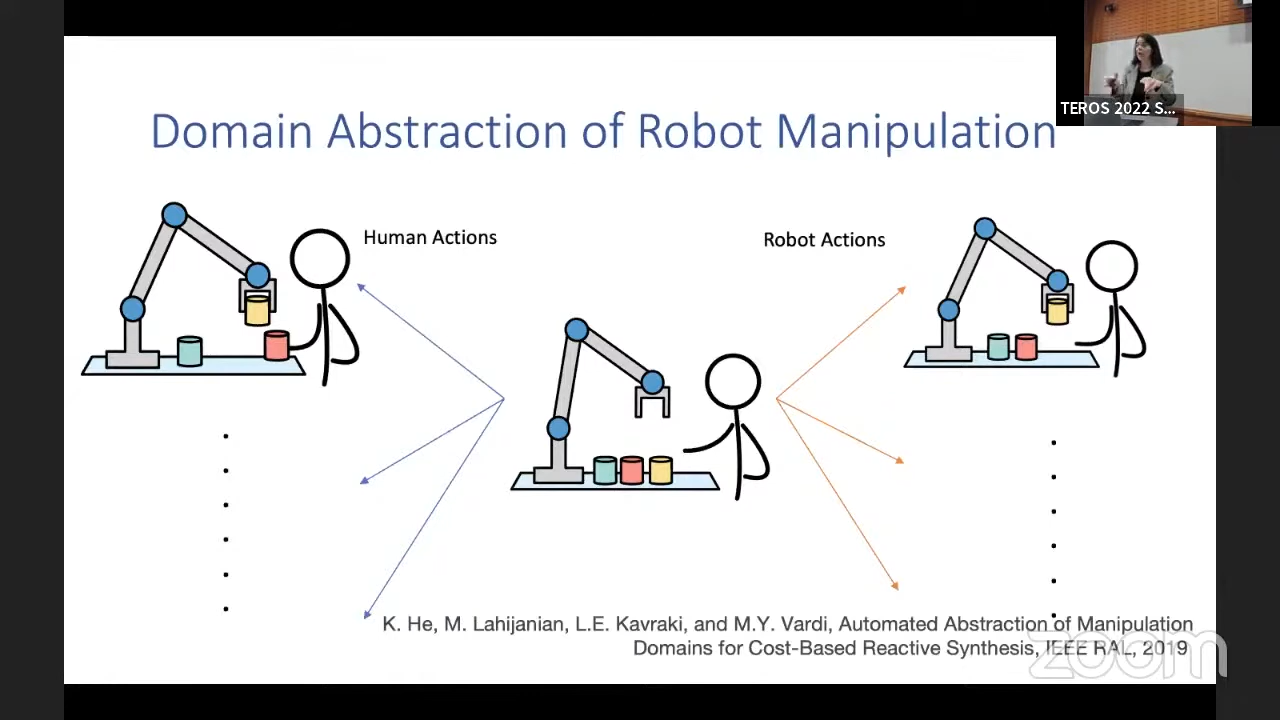 TEROS 2022 S...
Domain Abstraction of Robot Manipulation
Human Actions
Robot Actions
K. He, M. Lahijanian, L.E. Kavraki, and M.Y. Vardi, Automated Abstraction of Manipulation
Domains for Cost-Based Reactive Synthesis, IEEE RAL, 2019
zoom